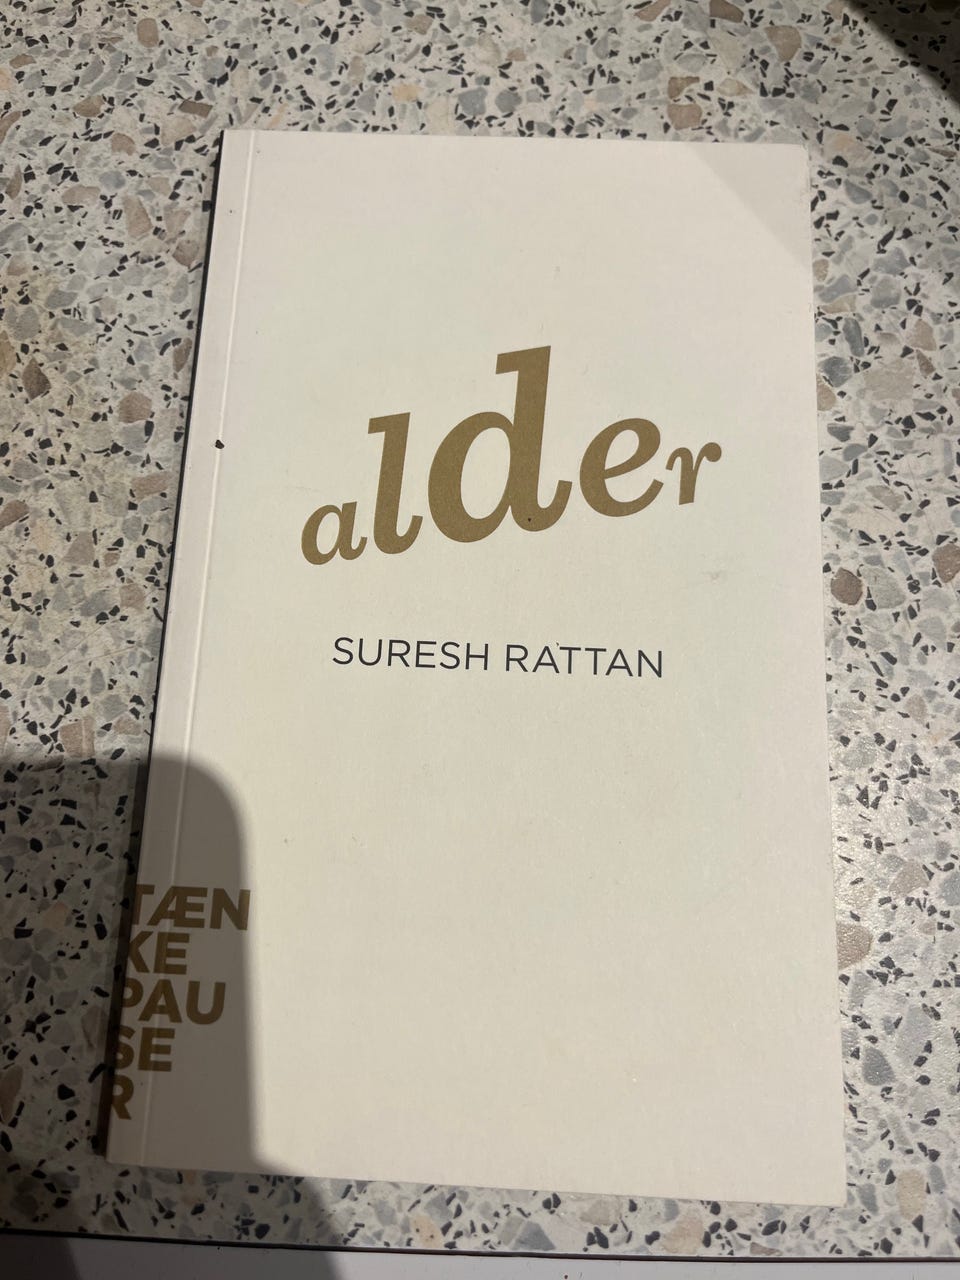 alder
SURESH RATTAN
TÆN
KE
PAU
SE
R